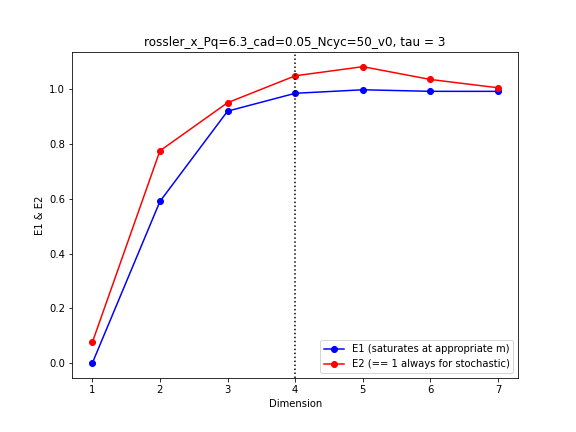 rossler_x_Pq=6.3_cad=0.05_Ncyc=50_v0, tau = 3
1.0
0.8
0.6
0.4
0.2
0.0
E1 & E2
E1 (saturates at appropriate m)
E2 (== 1 always for stochastic)
1 2 3 4 5 6 7
Dimension